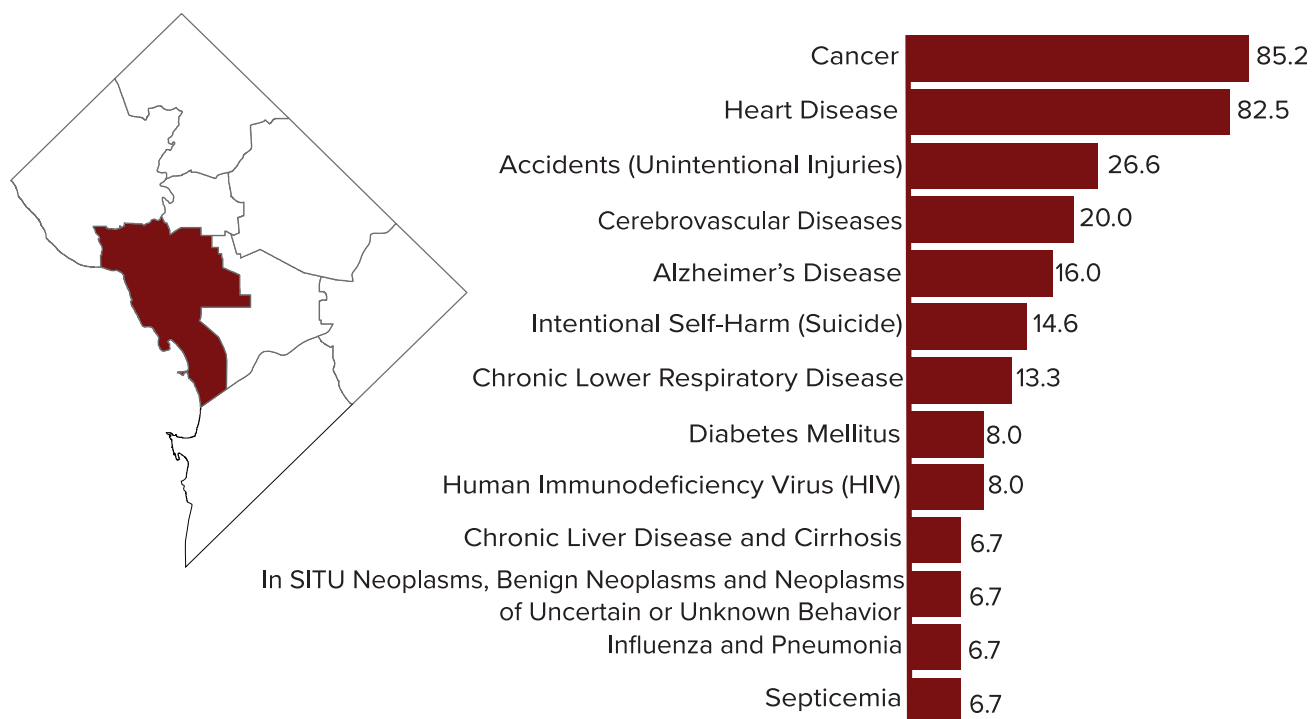 Cancer 85.2
Heart Disease 82.5
Accidents (Unintentional Injuries) 26.6
Cerebrovascular Diseases 20.0
Alzheimer’s Disease 16.0
Intentional Self-Harm (Suicide) 14.6
Chronic Lower Respiratory Disease 13.3
Diabetes Mellitus 8.0
Human Immunodeficiency Virus (HIV) 8.0
Chronic Liver Disease and Cirrhosis 6.7
In SITU Neoplasms, Benign Neoplasms and Neoplasms
of Uncertain or Unknown Behavior 6.7
Influenza and Pneumonia 6.7
Septicemia 6.7